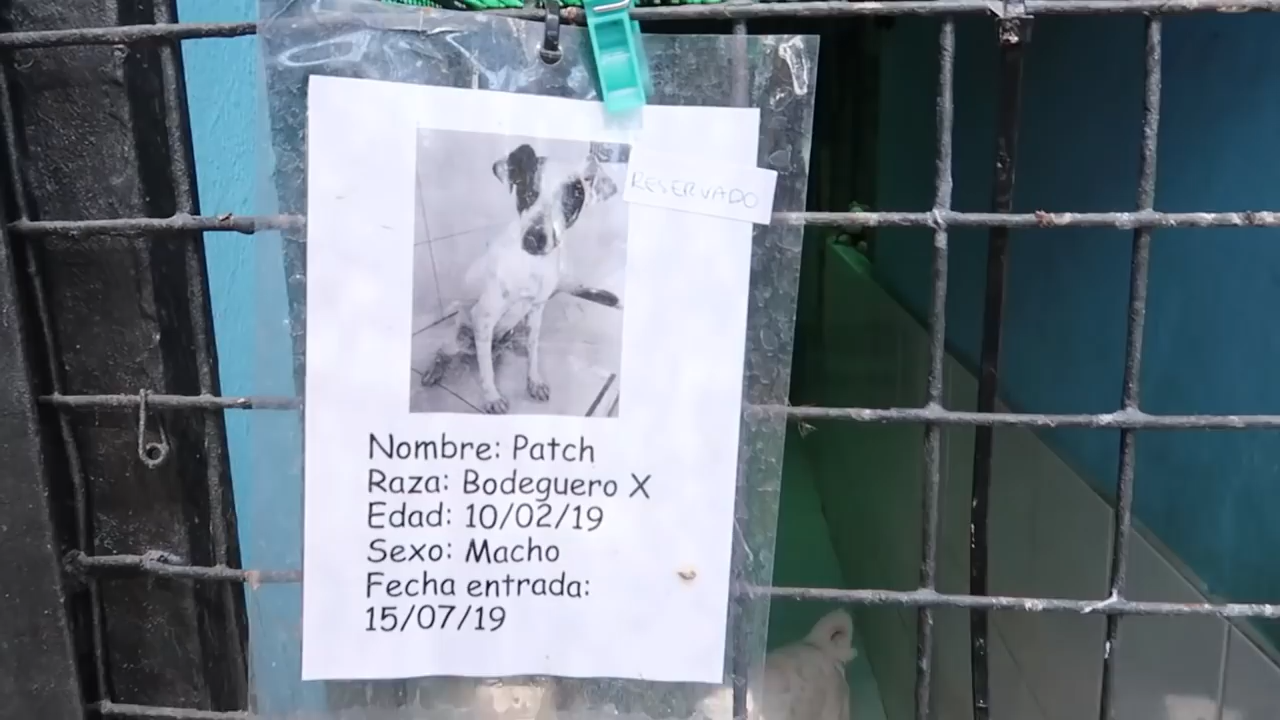 RESERVADO
Nombre: Patch
Raza: Bodeguero X
Edad: 10/02/19
Sexo: Macho
Fecha entrada:
15/07/19